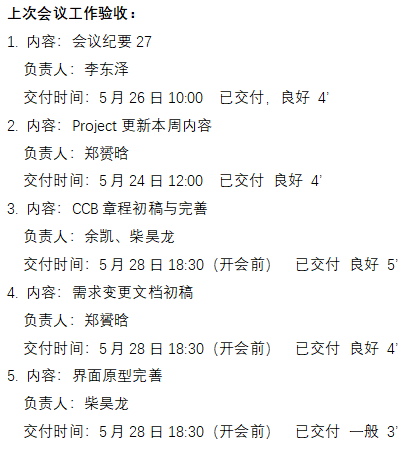 上次会议工作验收：
1. 内容：会议纪要 27
负责人：李东泽
交付时间：5 月 26 日 10:00 已交付，良好 4’
2. 内容：Project 更新本周内容
负责人：郑赟晗
交付时间：5 月 24 日 12:00 已交付 良好 4’
3. 内容：CCB 章程初稿与完善
负责人：余凯、柴昊龙
交付时间：5 月 28 日 18:30（开会前） 已交付 良好 5’
4. 内容：需求变更文档初稿
负责人：郑赟晗
交付时间：5 月 28 日 18:30（开会前） 已交付 良好 4’
5. 内容：界面原型完善
负责人：柴昊龙
交付时间：5 月 28 日 18:30（开会前） 已交付 一般 3’